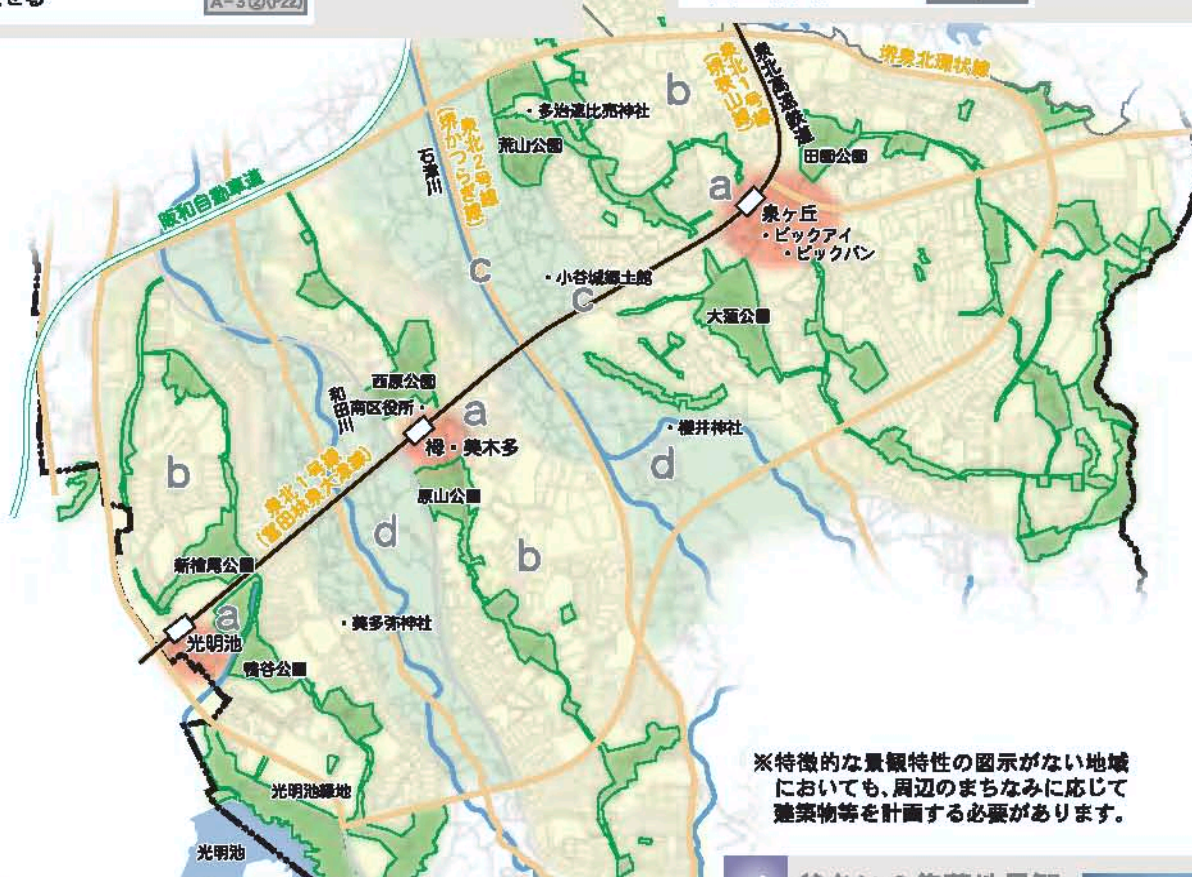 せる
A-3②(P22)
堺泉北環状線
泉北1号線
(堺狭山線)
泉北高速鉄道
b
・多治速比売神社
荒山公園
田園公園
泉北2号線
(堺かつらぎ線)
石津川
阪和自動車道
a
泉ヶ丘
・ビックアイ
・ビックバン
c
・小谷城郷土館
c
大蓮公園
西原公園
和田川
南区役所・
a
栂・美木多
・櫻井神社
d
b
泉北1号線
(富田林泉大津線)
原山公園
d
b
新檜尾公園
a
光明池
・美多弥神社
鴨谷公園
光明池緑地
光明池
※特徴的な景観特性の図示がない地域
においても、周辺のまちなみに応じて
建築物等を計画する必要があります。